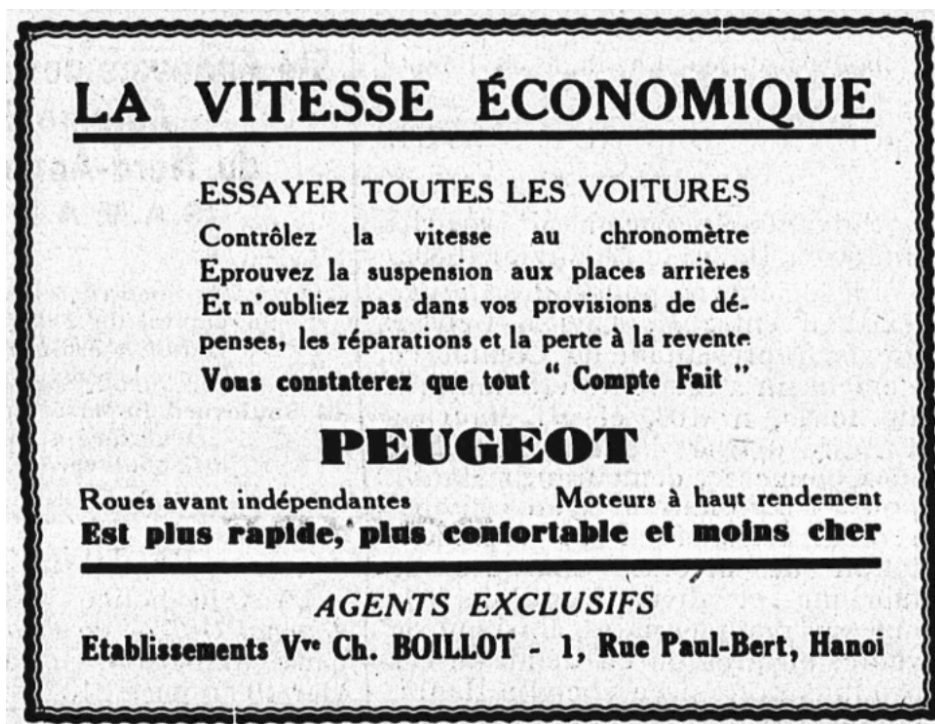 LA VITESSE ÉCONOMIQUE
ESSAYER TOUTES LES VOITURES
Contrôlez la vitesse au chronomètre
Eprouvez la suspension aux places arrières
Et n'oubliez pas dans vos provisions de dé-
penses, les réparations et la perte à la revente
Vous constaterez que tout " Compte Fait "
PEUGEOT
Roues avant indépendantes Moteurs à haut rendement
Est plus rapide, plus confortable et moins cher
AGENTS EXCLUSIFS
Etablissements Vve Ch. BOILLOT - 1, Rue Paul-Bert, Hanoi